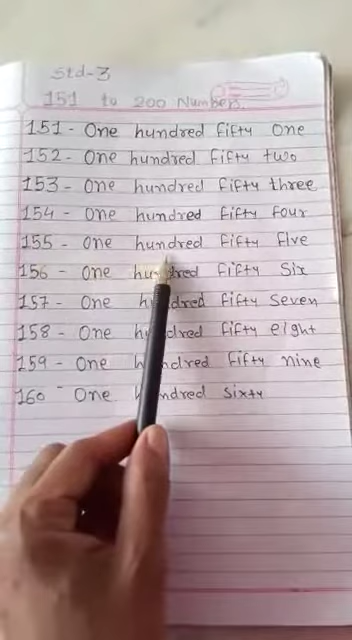 Std-3
151 to 200 Numbers.
151 - One hundred fifty One
152 - One hundred fifty two
153 - One hundred fifty three
154 - One hundred fifty four
155 - One hundred fifty five
156 - One hundred fifty Six
157 - One hundred fifty Seven
158 - One hundred fifty eight
159 - One hundred fifty nine
160 - One hundred sixty